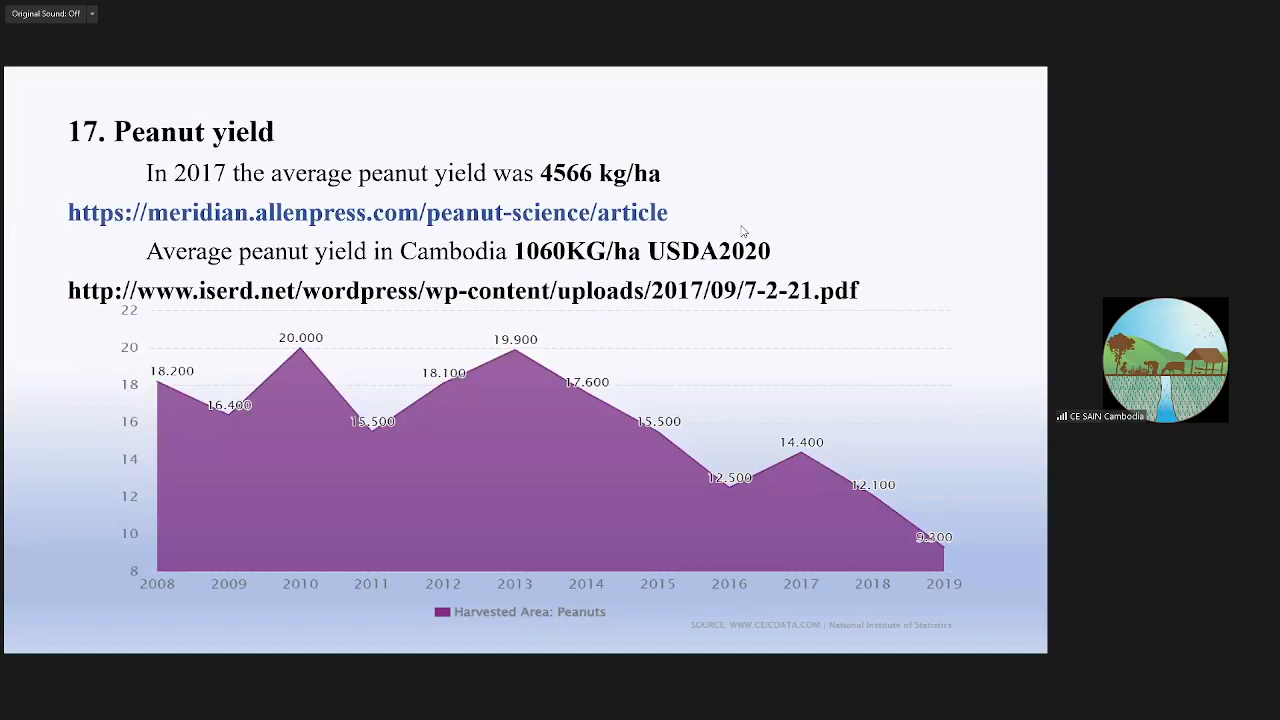 Original Sound: Off
17. Peanut yield
In 2017 the average peanut yield was 4566 kg/ha
https://meridian.allenpress.com/peanut-science/article
Average peanut yield in Cambodia 1060KG/ha USDA2020
http://www.iserd.net/wordpress/wp-content/uploads/2017/09/7-2-21.pdf
22
20
18
16
14
12
10
8
18.200
16.400
20.000
15.500
18.100
19.900
17.600
15.500
12.500
14.400
12.100
9.300
2008 2009 2010 2011 2012 2013 2014 2015 2016 2017 2018 2019
Harvested Area: Peanuts
SOURCE: WWW.CEICDATA.COM | National Institute of Statistics
CE SAIN Cambodia